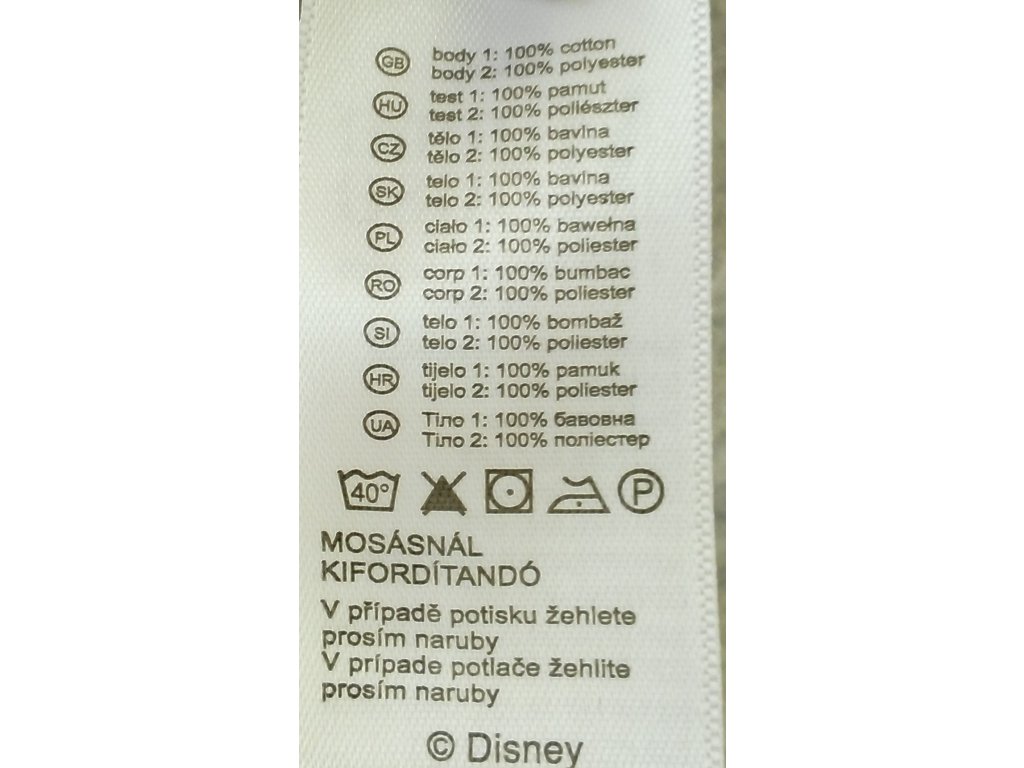 GB body 1: 100% cotton
body 2: 100% polyester
HU test 1: 100% pamut
test 2: 100% poliészter
CZ tělo 1: 100% bavlna
tělo 2: 100% polyester
SK telo 1: 100% bavlna
telo 2: 100% polyester
PL ciało 1: 100% bawełna
ciało 2: 100% poliester
RO corp 1: 100% bumbac
corp 2: 100% poliester
SI telo 1: 100% bombaž
telo 2: 100% poliester
HR tijelo 1: 100% pamuk
tijelo 2: 100% poliester
UA Тіло 1: 100% бавовна
Тіло 2: 100% поліестер
40° P
MOSÁSNÁL
KIFORDÍTANDÓ
V případě potisku žehlete
prosím naruby
V prípade potlače žehlite
prosím naruby
© Disney